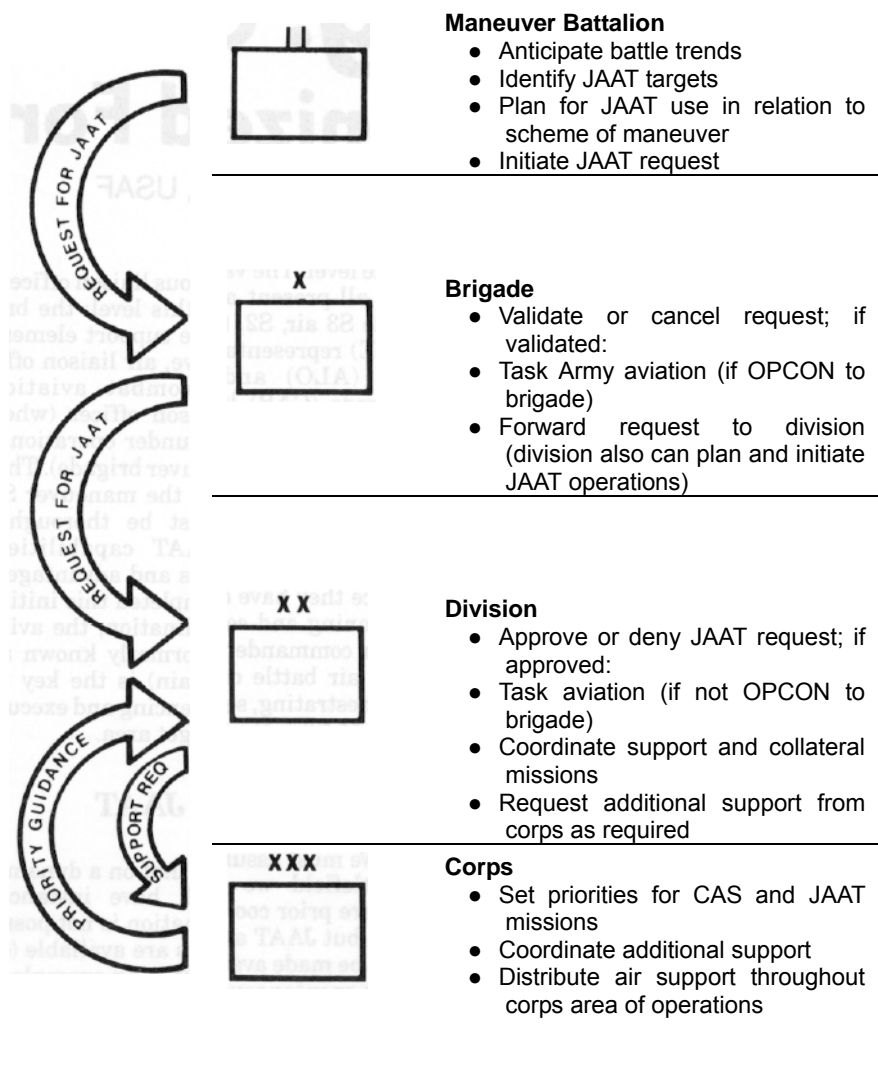 Maneuver Battalion
● Anticipate battle trends
● Identify JAAT targets
● Plan for JAAT use in relation to
scheme of maneuver
● Initiate JAAT request
REQUEST FOR JAAT
X
Brigade
● Validate or cancel request; if
validated:
● Task Army aviation (if OPCON to
brigade)
● Forward request to division
(division also can plan and initiate
JAAT operations)
REQUEST FOR JAAT
X X
Division
● Approve or deny JAAT request; if
approved:
● Task aviation (if not OPCON to
brigade)
● Coordinate support and collateral
missions
● Request additional support from
corps as required
PRIORITY GUIDANCE
SUPPORT REQ
X X X
Corps
● Set priorities for CAS and JAAT
missions
● Coordinate additional support
● Distribute air support throughout
corps area of operations